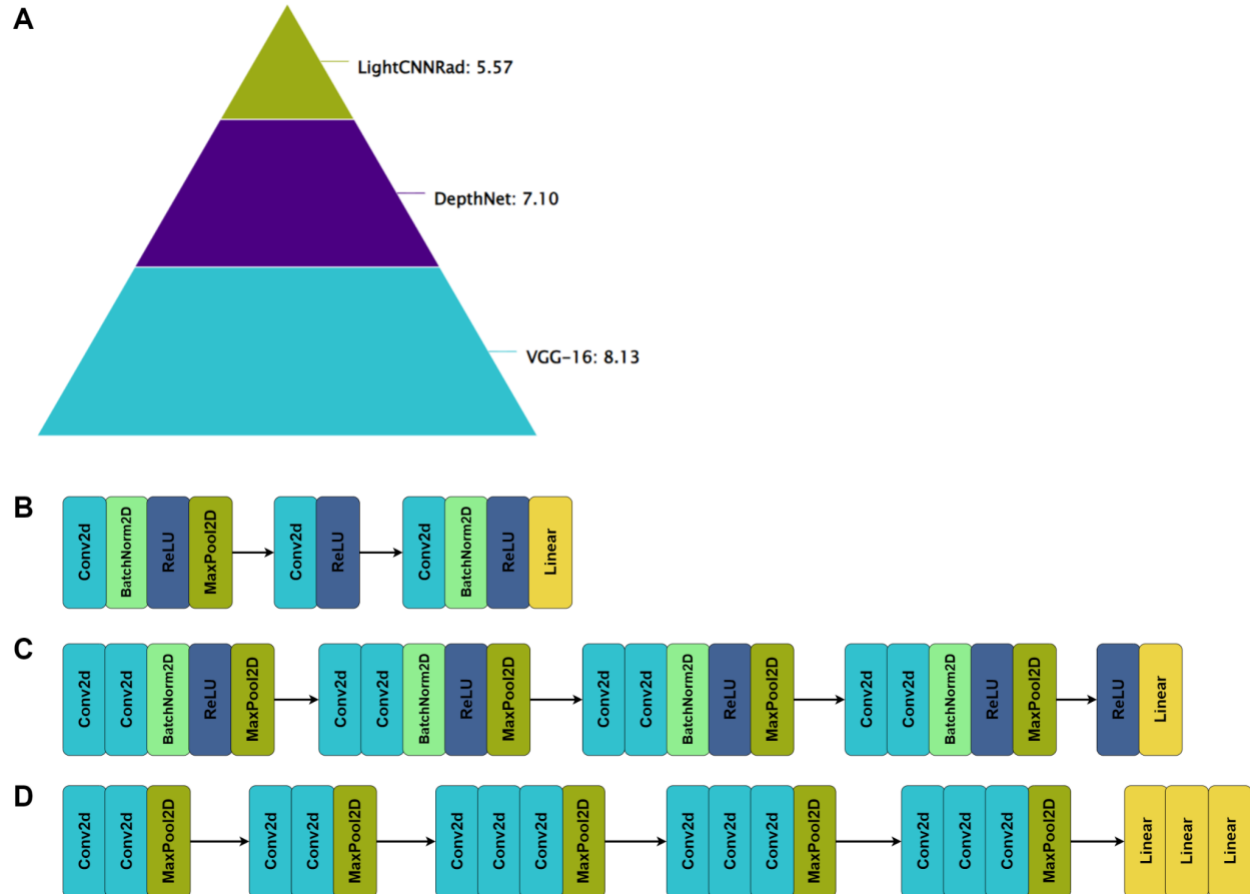 A
LightCNNRad: 5.57
DepthNet: 7.10
VGG-16: 8.13
B
Conv2d
BatchNorm2D
ReLU
MaxPool2D
Conv2d
ReLU
Conv2d
BatchNorm2D
ReLU
Linear
C
Conv2d
Conv2d
BatchNorm2D
ReLU
MaxPool2D
Conv2d
Conv2d
BatchNorm2D
ReLU
MaxPool2D
Conv2d
Conv2d
BatchNorm2D
ReLU
MaxPool2D
Conv2d
Conv2d
BatchNorm2D
ReLU
MaxPool2D
ReLU
Linear
D
Conv2d
Conv2d
MaxPool2D
Conv2d
Conv2d
MaxPool2D
Conv2d
Conv2d
Conv2d
MaxPool2D
Conv2d
Conv2d
Conv2d
MaxPool2D
Conv2d
Conv2d
Conv2d
MaxPool2D
Linear
Linear
Linear